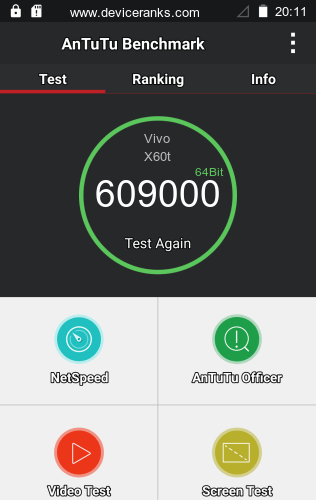 www.deviceranks.com 20:11
AnTuTu Benchmark
Test Ranking Info
Vivo
X60t
64Bit
609000
Test Again
NetSpeed AnTuTu Officer
Video Test Screen Test